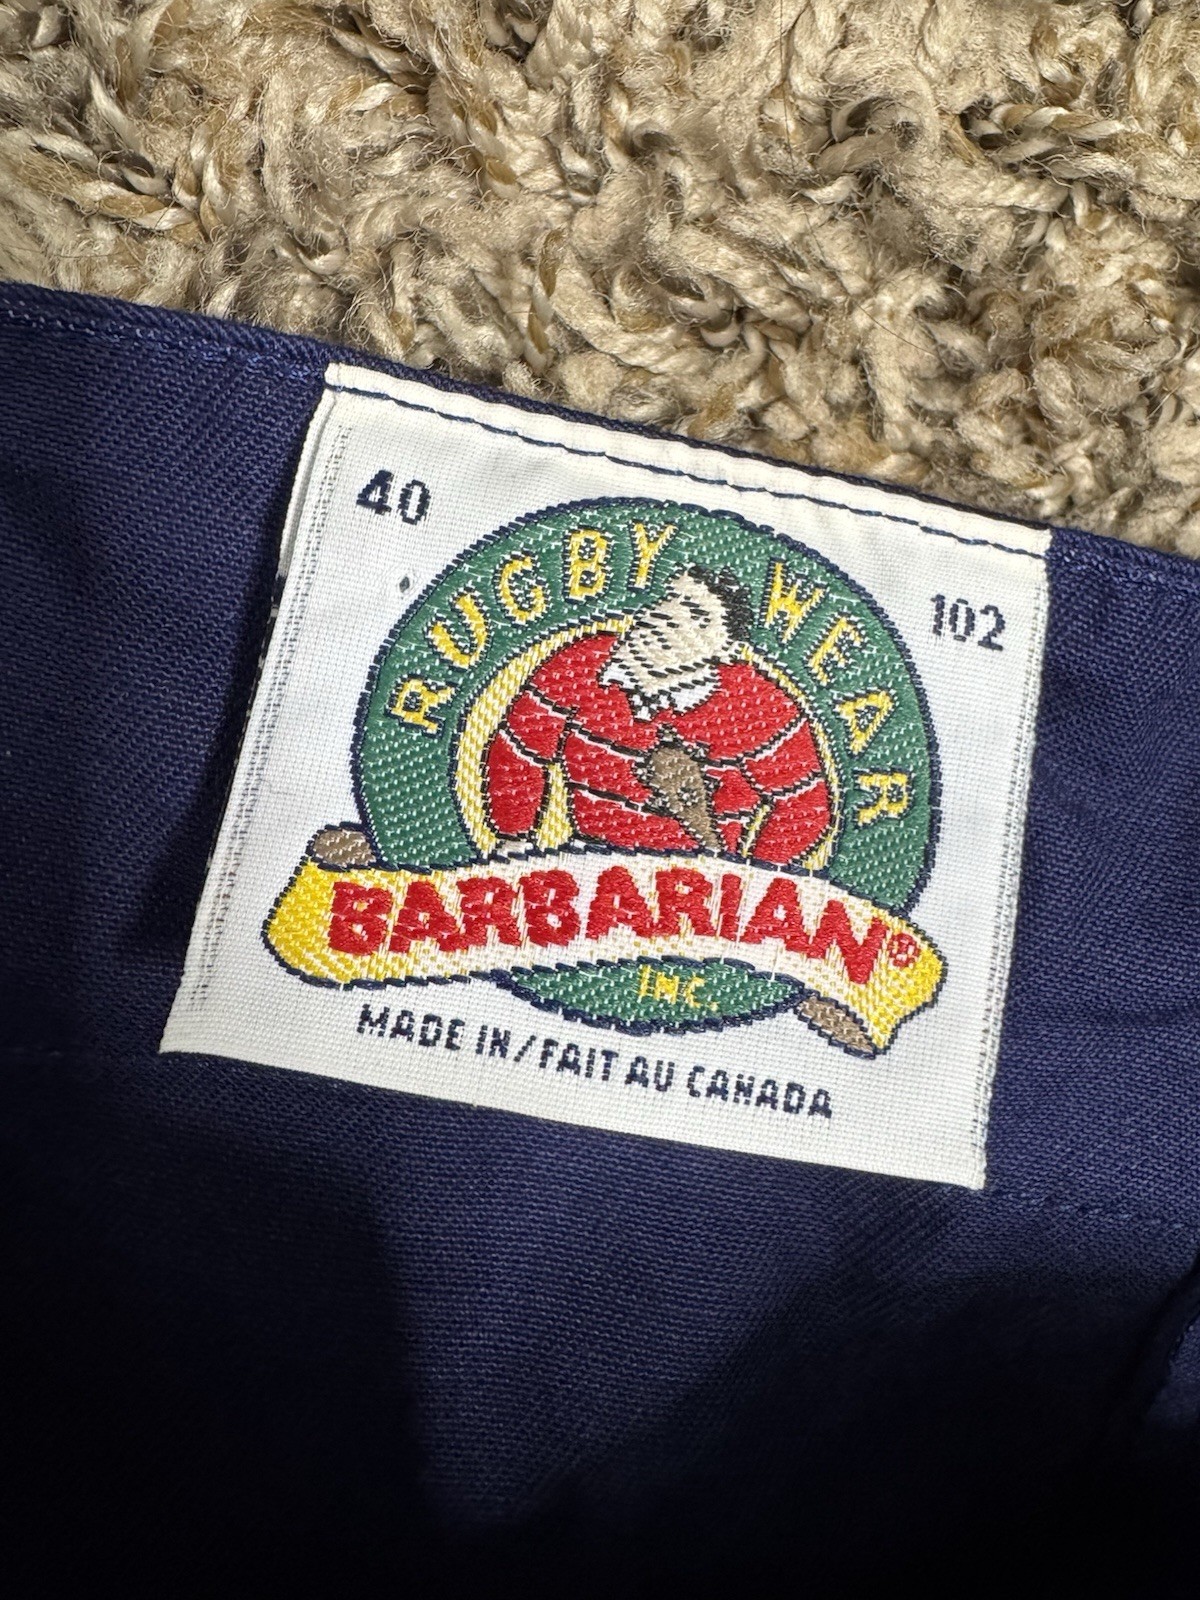 40
102
RUGBY WEAR
BARBARIAN®
INC.
MADE IN/FAIT AU CANADA